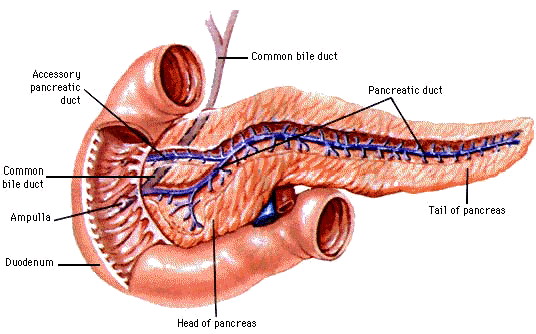 Common bile duct
Accessory
pancreatic
duct
Pancreatic duct
Common
bile duct
Ampulla
Tail of pancreas
Duodenum
Head of pancreas